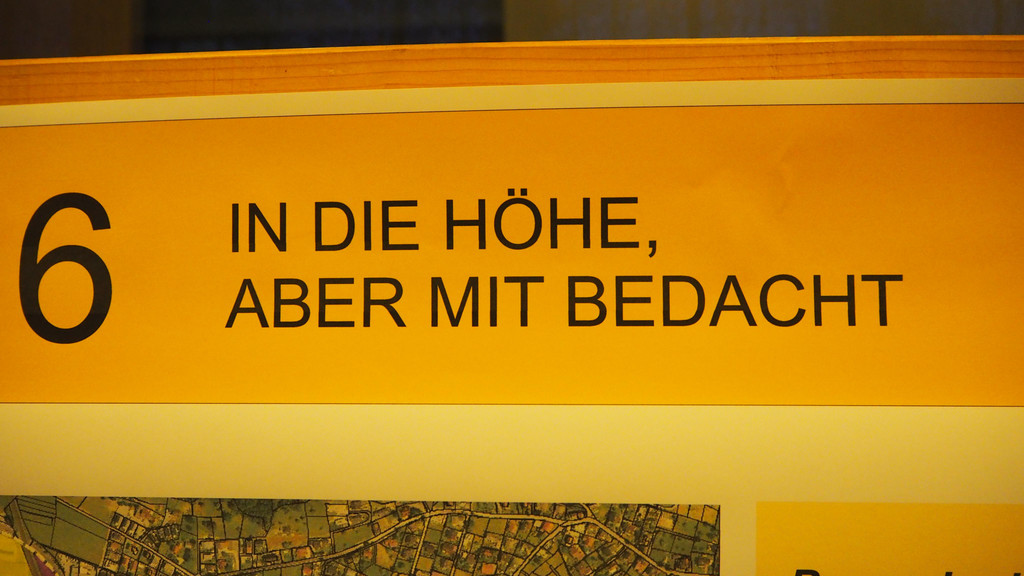 6
IN DIE HÖHE,
ABER MIT BEDACHT